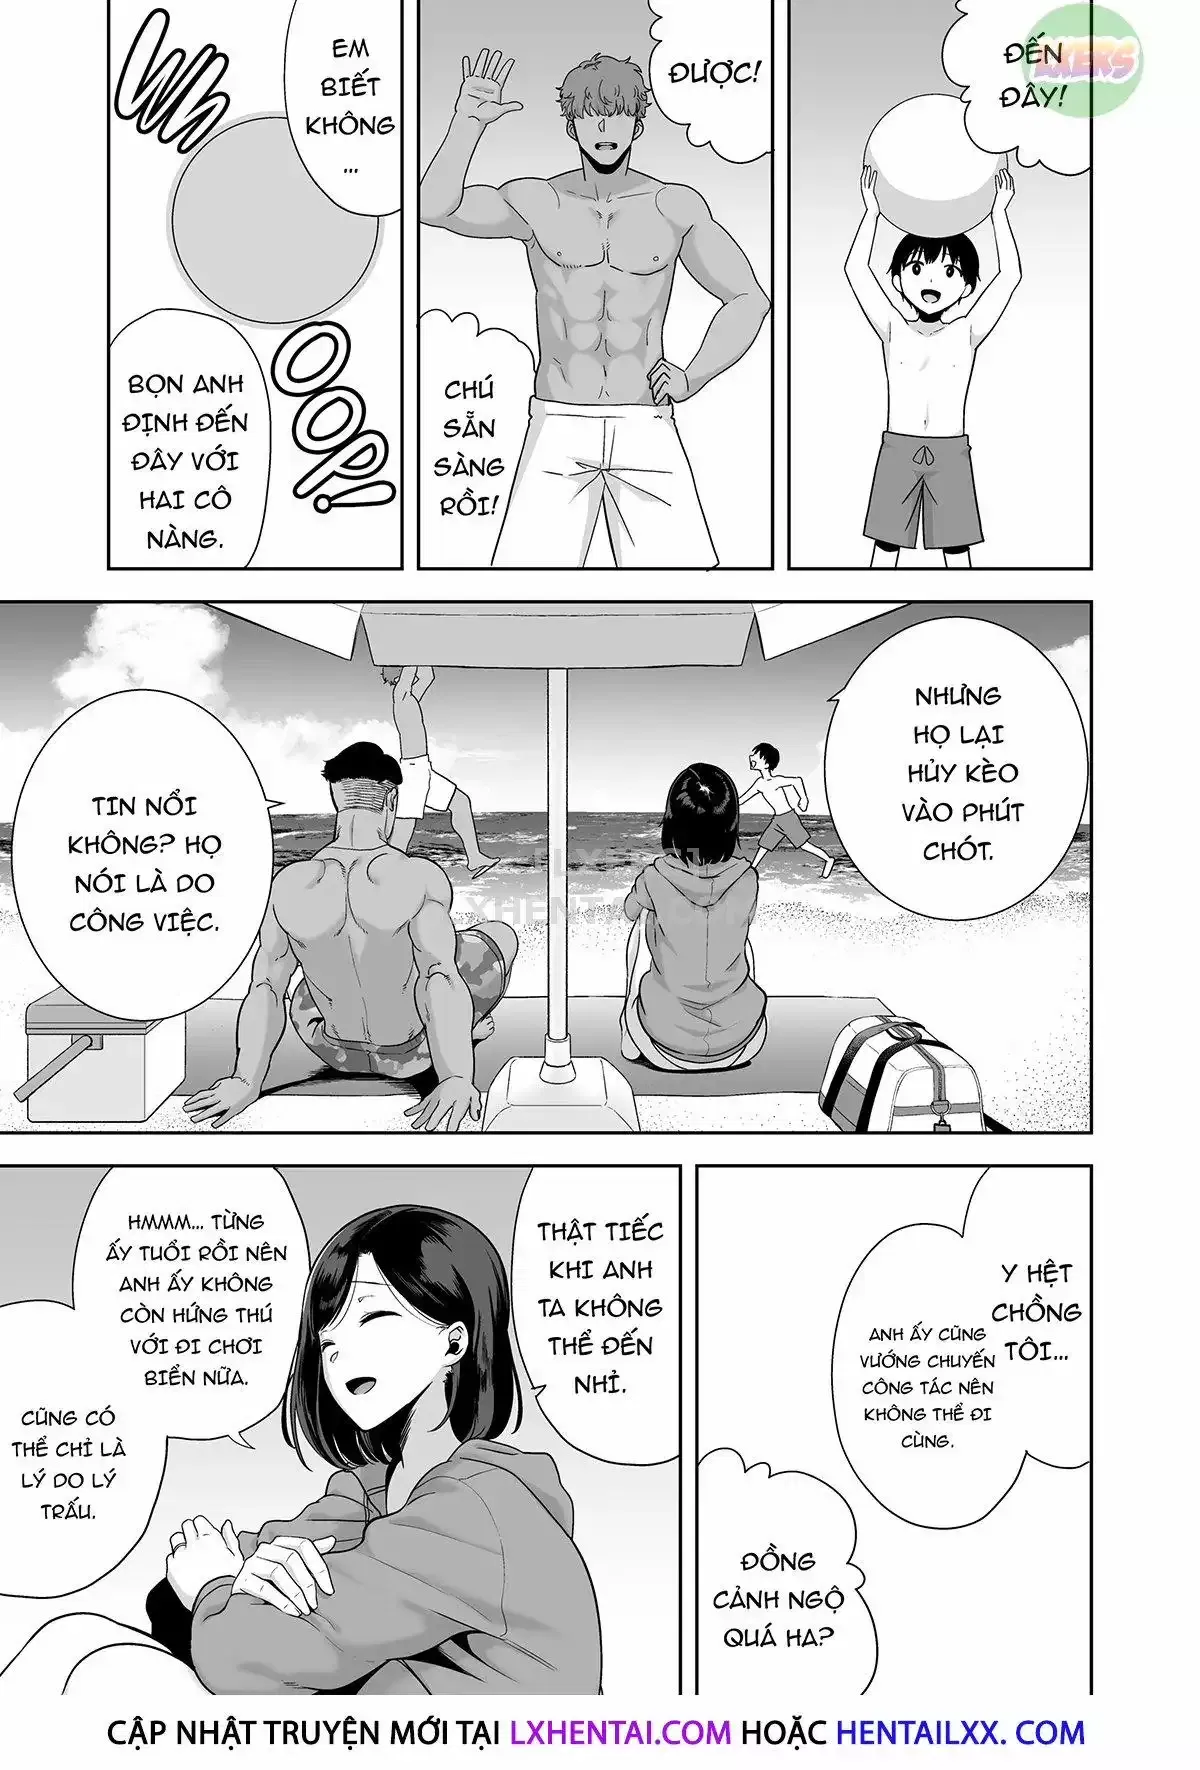 ĐẾN
ĐÂY!
LXERS
ĐƯỢC!
CHÚ
SẴN
SÀNG
RỒI!
EM
BIẾT
KHÔNG
...
Whh
OOP!
BỌN ANH
ĐỊNH ĐẾN
ĐÂY VỚI
HAI CÔ
NÀNG.
NHƯNG
HỌ LẠI
HỦY KÈO
VÀO PHÚT
CHÓT.
TIN NỔI
KHÔNG? HỌ
NÓI LÀ DO
CÔNG VIỆC.
LXHENTAI.COM
Y HỆT
CHỒNG
TÔI...
ANH ẤY CŨNG
VƯỚNG CHUYẾN
CÔNG TÁC NÊN
KHÔNG THỂ ĐI
CÙNG.
ĐỒNG
CẢNH NGỘ
QUÁ HA?
THẬT TIẾC
KHI ANH
TA KHÔNG
THỂ ĐẾN
NHỈ.
HMMM... TỪNG
ẤY TUỔI RỒI NÊN
ANH ẤY KHÔNG
CÒN HỨNG THÚ
VỚI ĐI CHƠI
BIỂN NỮA.
CŨNG CÓ
THỂ CHỈ LÀ
LÝ DO LÝ
TRẤU.
CẬP NHẬT TRUYỆN MỚI TẠI LXHENTAI.COM HOẶC HENTAILXX. COM